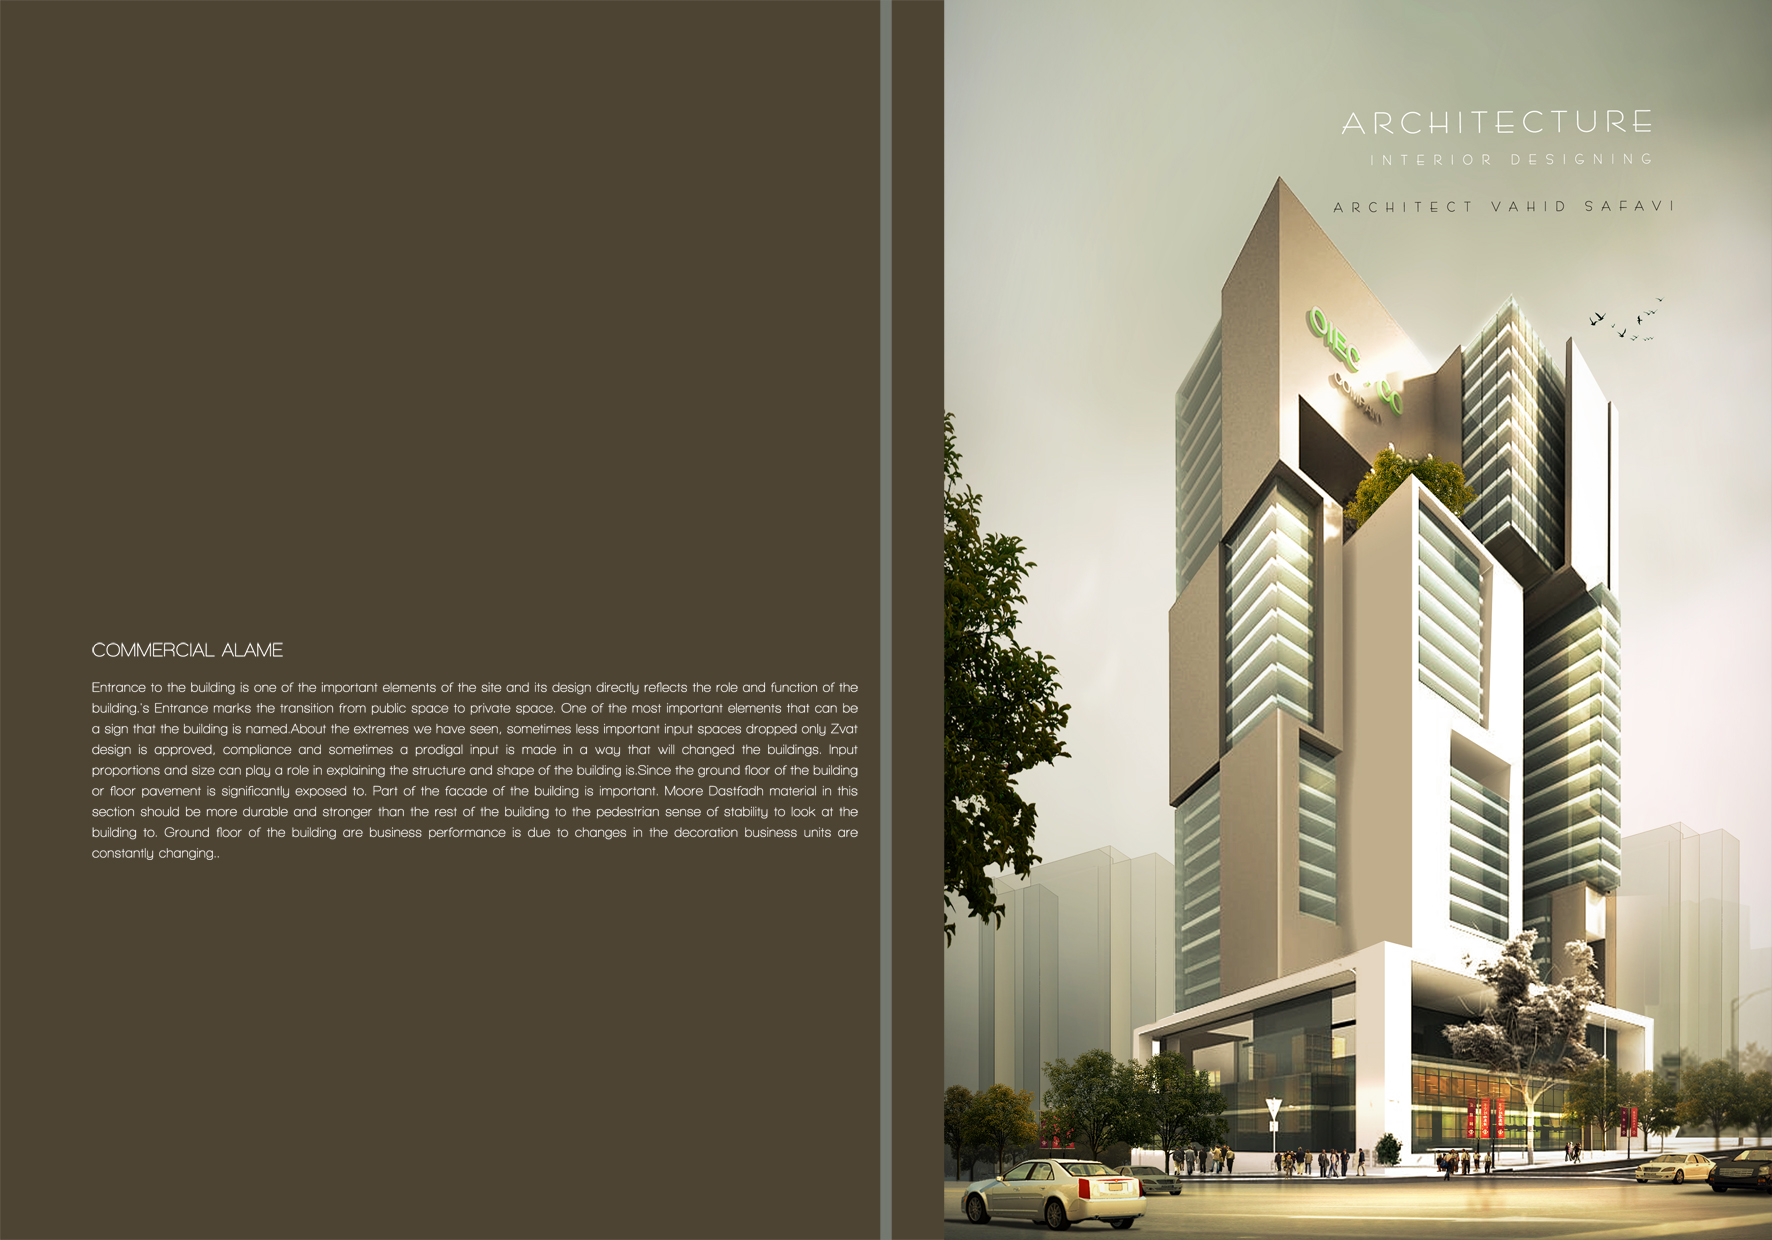 COMMERCIAL ALAME
Entrance to the building is one of the important elements of the site and its design directly reflects the role and function of the
building.'s Entrance marks the transition from public space to private space. One of the most important elements that can be
a sign that the building is named.About the extremes we have seen, sometimes less important input spaces dropped only Zvat
design is approved, compliance and sometimes a prodigal input is made in a way that will changed the buildings. Input
proportions and size can play a role in explaining the structure and shape of the building is.Since the ground floor of the building
or floor pavement is significantly exposed to. Part of the facade of the building is important. Moore Dastfadh material in this
section should be more durable and stronger than the rest of the building to the pedestrian sense of stability to look at the
building to. Ground floor of the building are business performance is due to changes in the decoration business units are
constantly changing..
ARCHITECTURE
INTERIOR DESIGNING
ARCHITECT VAHID SAFAVI
COMPANY